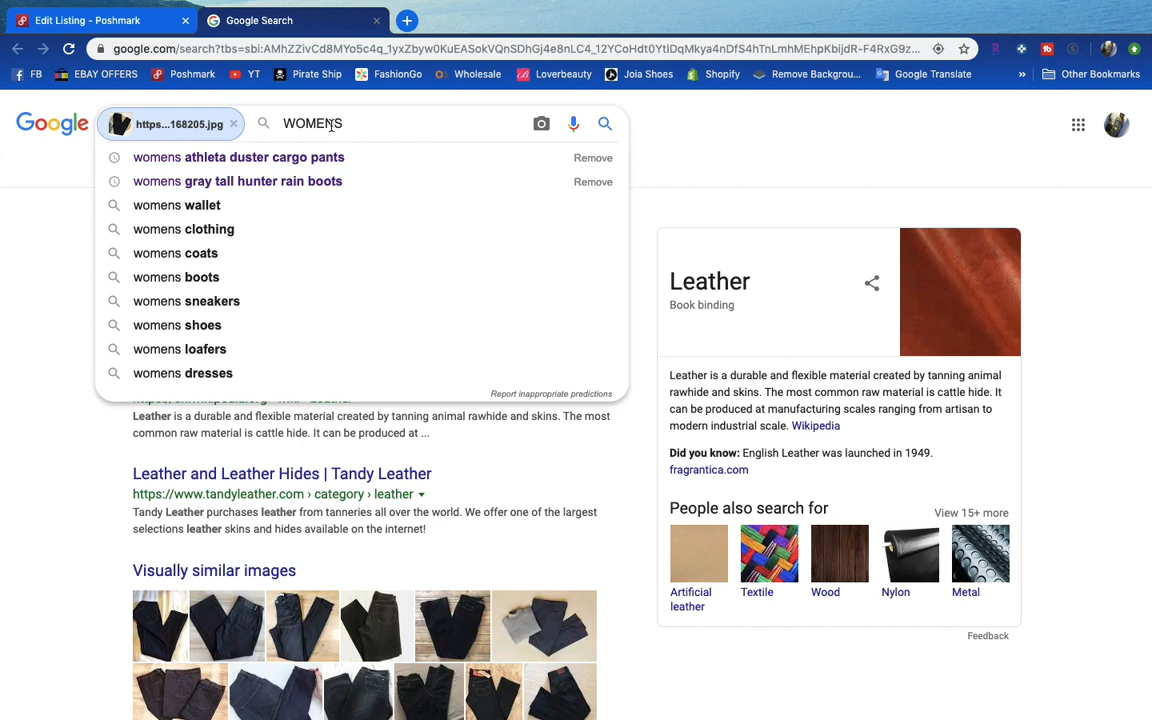 Edit Listing - Poshmark
Google Search
google.com/search?tbs=sbi:AMhZZivCd8MYo5c4q_1yxZbyw0KuEASokVQnSDhGj4e8nLC4_12YCoHdt0YtIDqMkya4nDfS4hTnLmhMEhpKbijdR-F4RxG9z...
FB
EBAY OFFERS
Poshmark
YT
Pirate Ship
FashionGo
Wholesale
Loverbeauty
Joia Shoes
Shopify
Remove Backgrou...
Google Translate
»
Other Bookmarks
Google
https...168205.jpg
WOMENS
womens athleta duster cargo pants
Remove
womens gray tall hunter rain boots
Remove
womens wallet
womens clothing
womens coats
womens boots
womens sneakers
womens shoes
womens loafers
womens dresses
Report inappropriate predictions
Leather is a durable and flexible material created by tanning animal rawhide and skins. The most
common raw material is cattle hide. It can be produced at ...
Leather and Leather Hides | Tandy Leather
https://www.tandyleather.com › category › leather
Tandy Leather purchases leather from tanneries all over the world. We offer one of the largest
selections leather skins and hides available on the internet!
Visually similar images
Leather
Book binding
Leather is a durable and flexible material created by tanning animal
rawhide and skins. The most common raw material is cattle hide. It can
be produced at manufacturing scales ranging from artisan to
modern industrial scale. Wikipedia
Did you know: English Leather was launched in 1949.
fragrantica.com
People also search for
View 15+ more
Artificial
leather
Textile
Wood
Nylon
Metal
Feedback